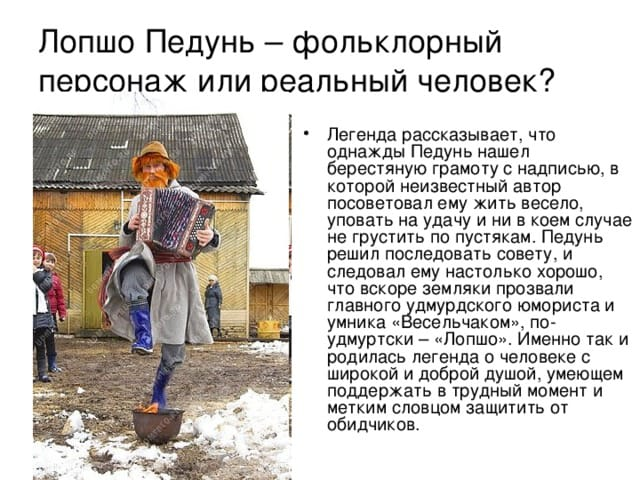 Лопшо Педунь – фольклорный
персонаж или реальный человек?
• Легенда рассказывает, что
однажды Педунь нашел
берестяную грамоту с надписью, в
которой неизвестный автор
посоветовал ему жить весело,
уповать на удачу и ни в коем случае
не грустить по пустякам. Педунь
решил последовать совету, и
следовал ему настолько хорошо,
что вскоре земляки прозвали
главного удмурдского юмориста и
умника «Весельчаком», по-
удмуртски – «Лопшо». Именно так и
родилась легенда о человеке с
широкой и доброй душой, умеющем
поддержать в трудный момент и
метким словцом защитить от
обидчиков.